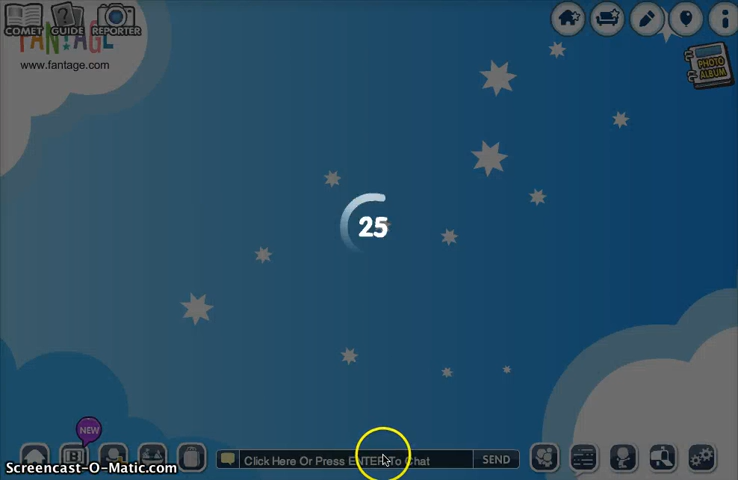 COMET GUIDE REPORTER
FANTAGE
www.fantage.com
PHOTO
ALBUM
25
NEW
Click Here Or Press ENTER To Chat
SEND
Screencast-O-Matic.com